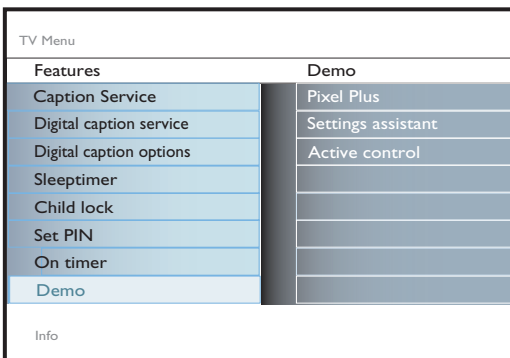 TV Menu
Features Demo
Caption Service Pixel Plus
Digital caption service Settings assistant
Digital caption options Active control
Sleeptimer
Child lock
Set PIN
On timer
Demo
Info